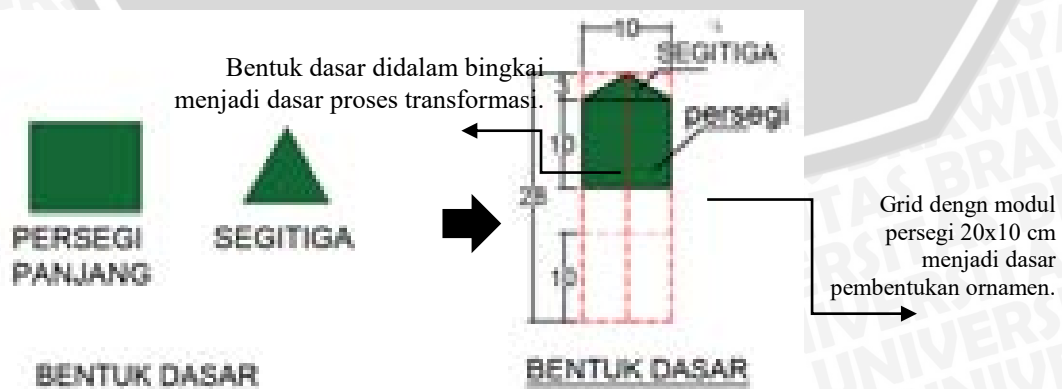 Bentuk dasar didalam bingkai
menjadi dasar proses transformasi.
PERSEGI
PANJANG
SEGITIGA
BENTUK DASAR
10
SEGITIGA
persegi
10
28
10
BENTUK DASAR
Grid dengn modul
persegi 20x10 cm
menjadi dasar
pembentukan ornamen.